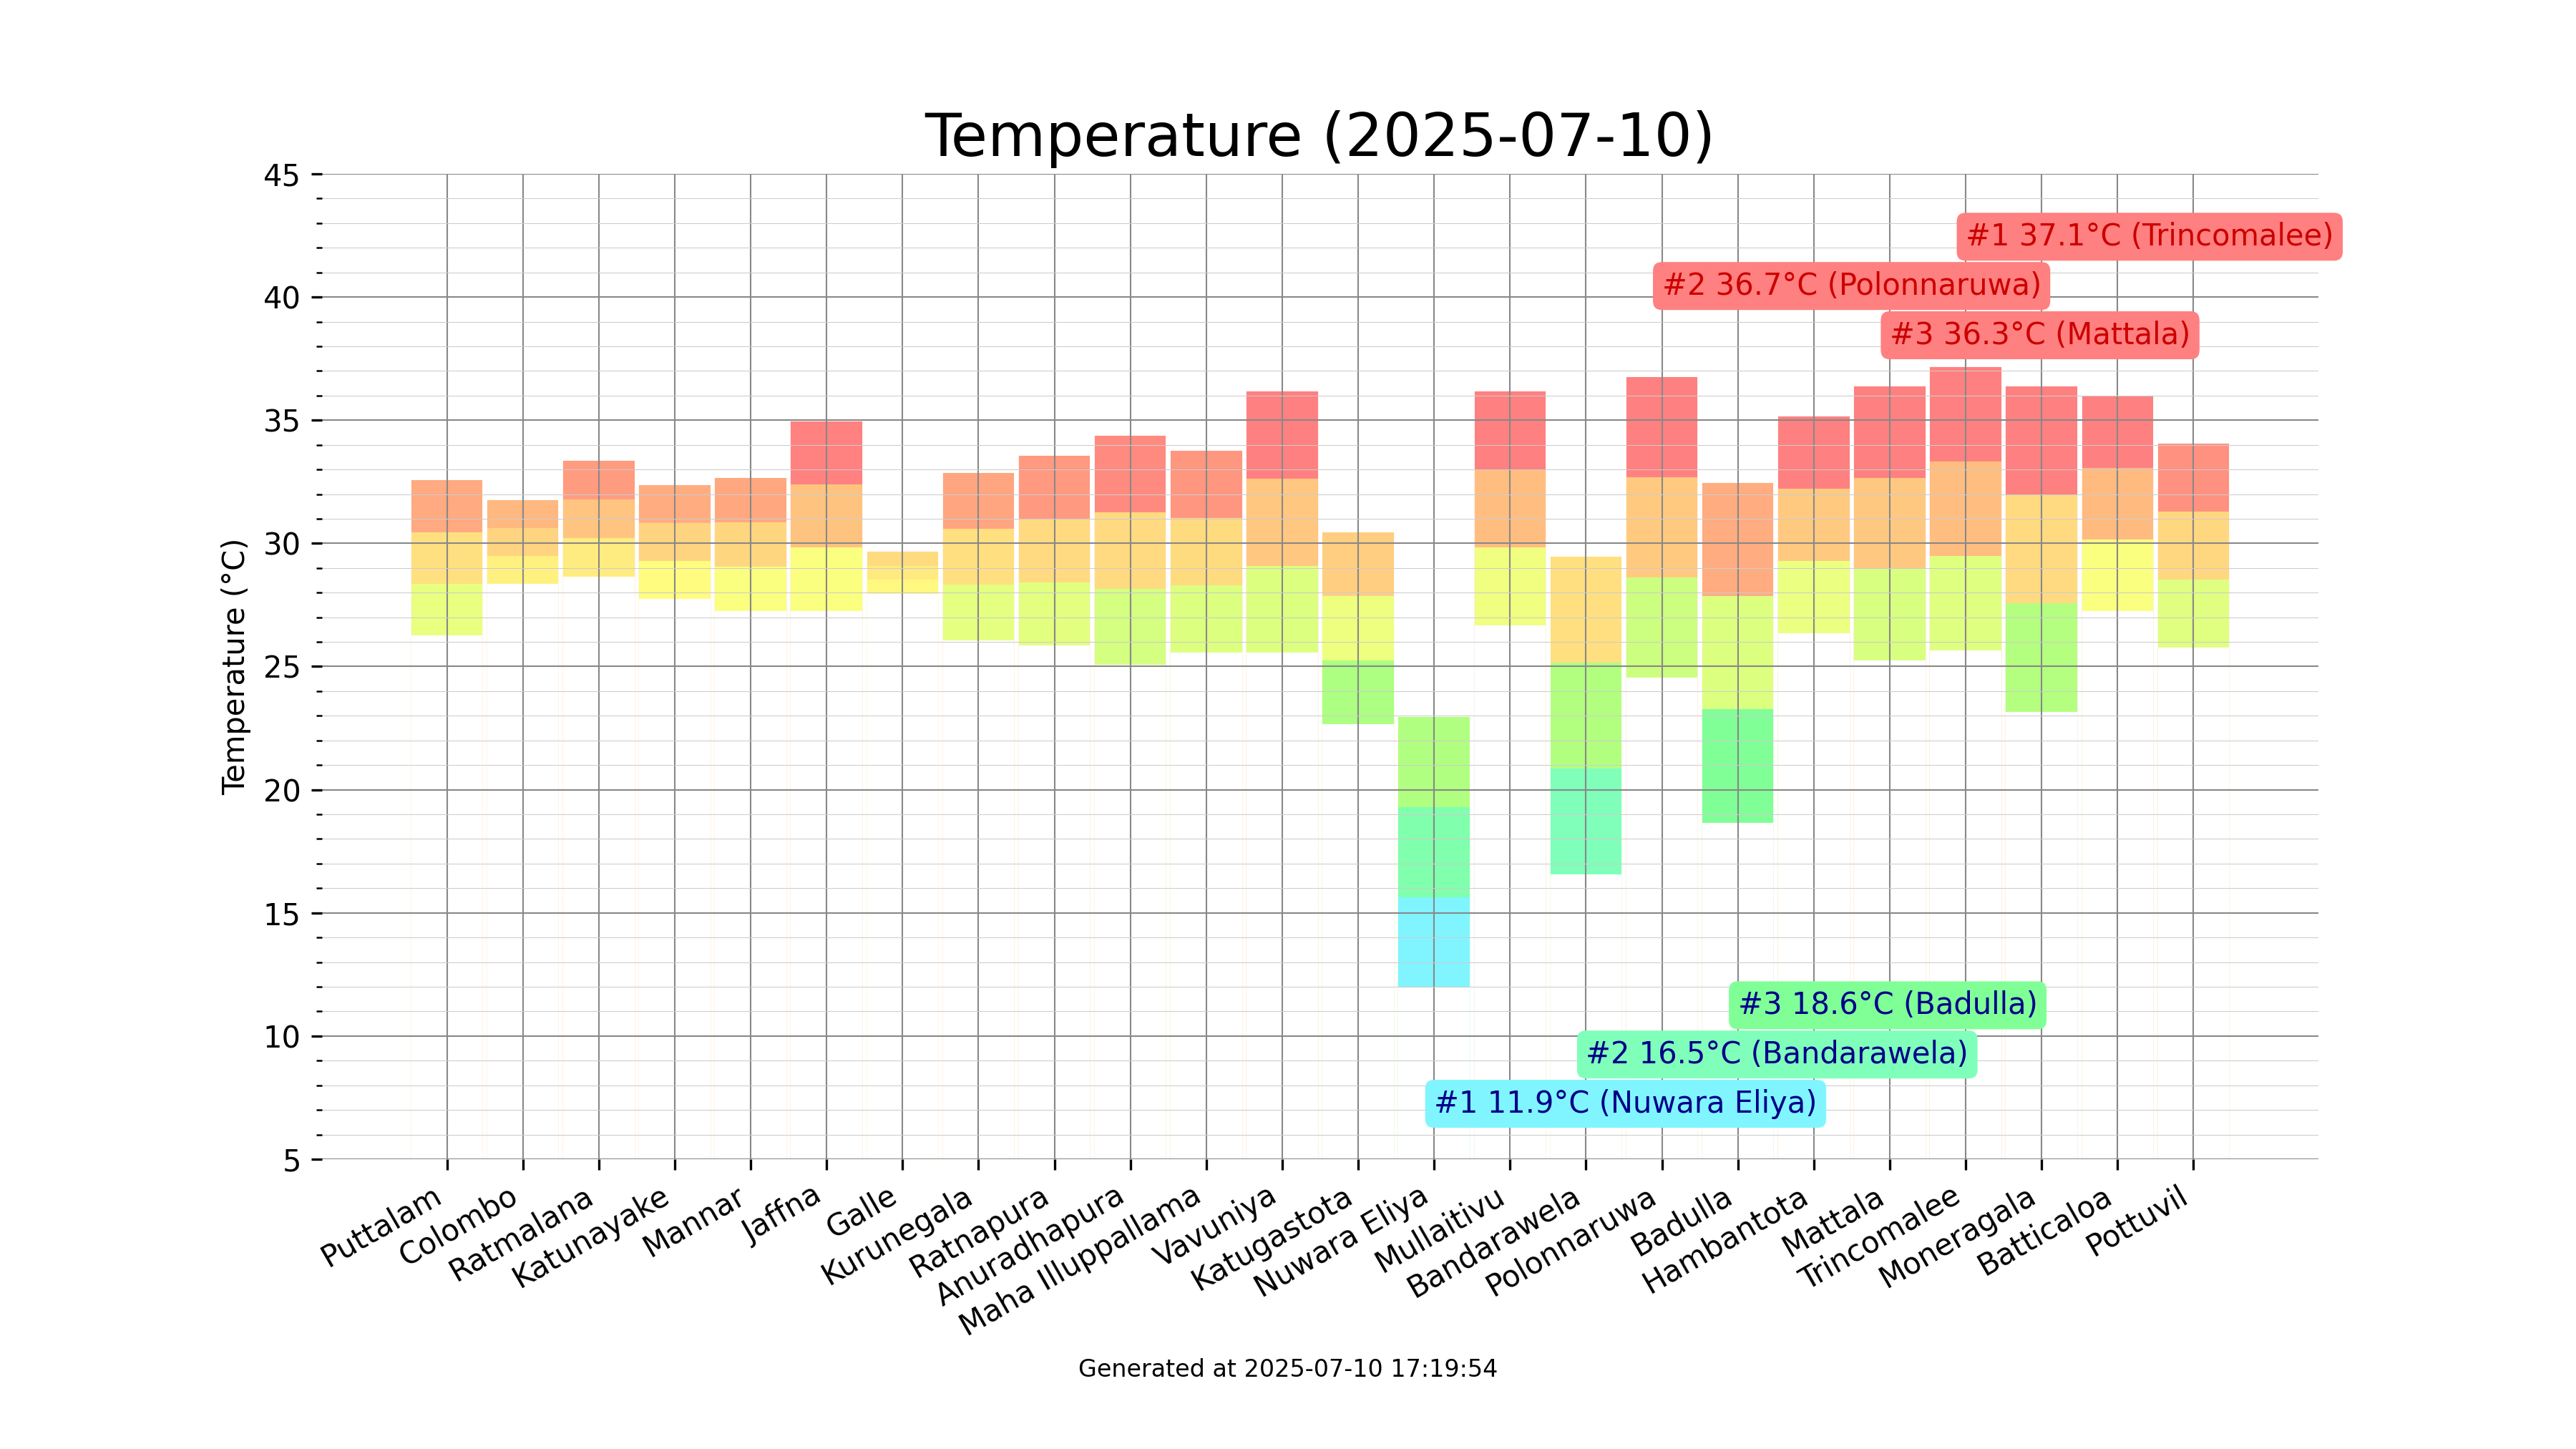 Temperature (2025-07-10)
45
40
35
30
25
20
15
10
5
Temperature (°C)
#1 37.1°C (Trincomalee)
#2 36.7°C (Polonnaruwa)
#3 36.3°C (Mattala)
#3 18.6°C (Badulla)
#2 16.5°C (Bandarawela)
#1 11.9°C (Nuwara Eliya)
Puttalam
Colombo
Ratmalana
Katunayake
Mannar
Jaffna
Galle
Kurunegala
Ratnapura
Anuradhapura
Maha Illuppallama
Vavuniya
Katugastota
Nuwara Eliya
Mullaitivu
Bandarawela
Polonnaruwa
Badulla
Hambantota
Mattala
Trincomalee
Moneragala
Batticaloa
Pottuvil
Generated at 2025-07-10 17:19:54